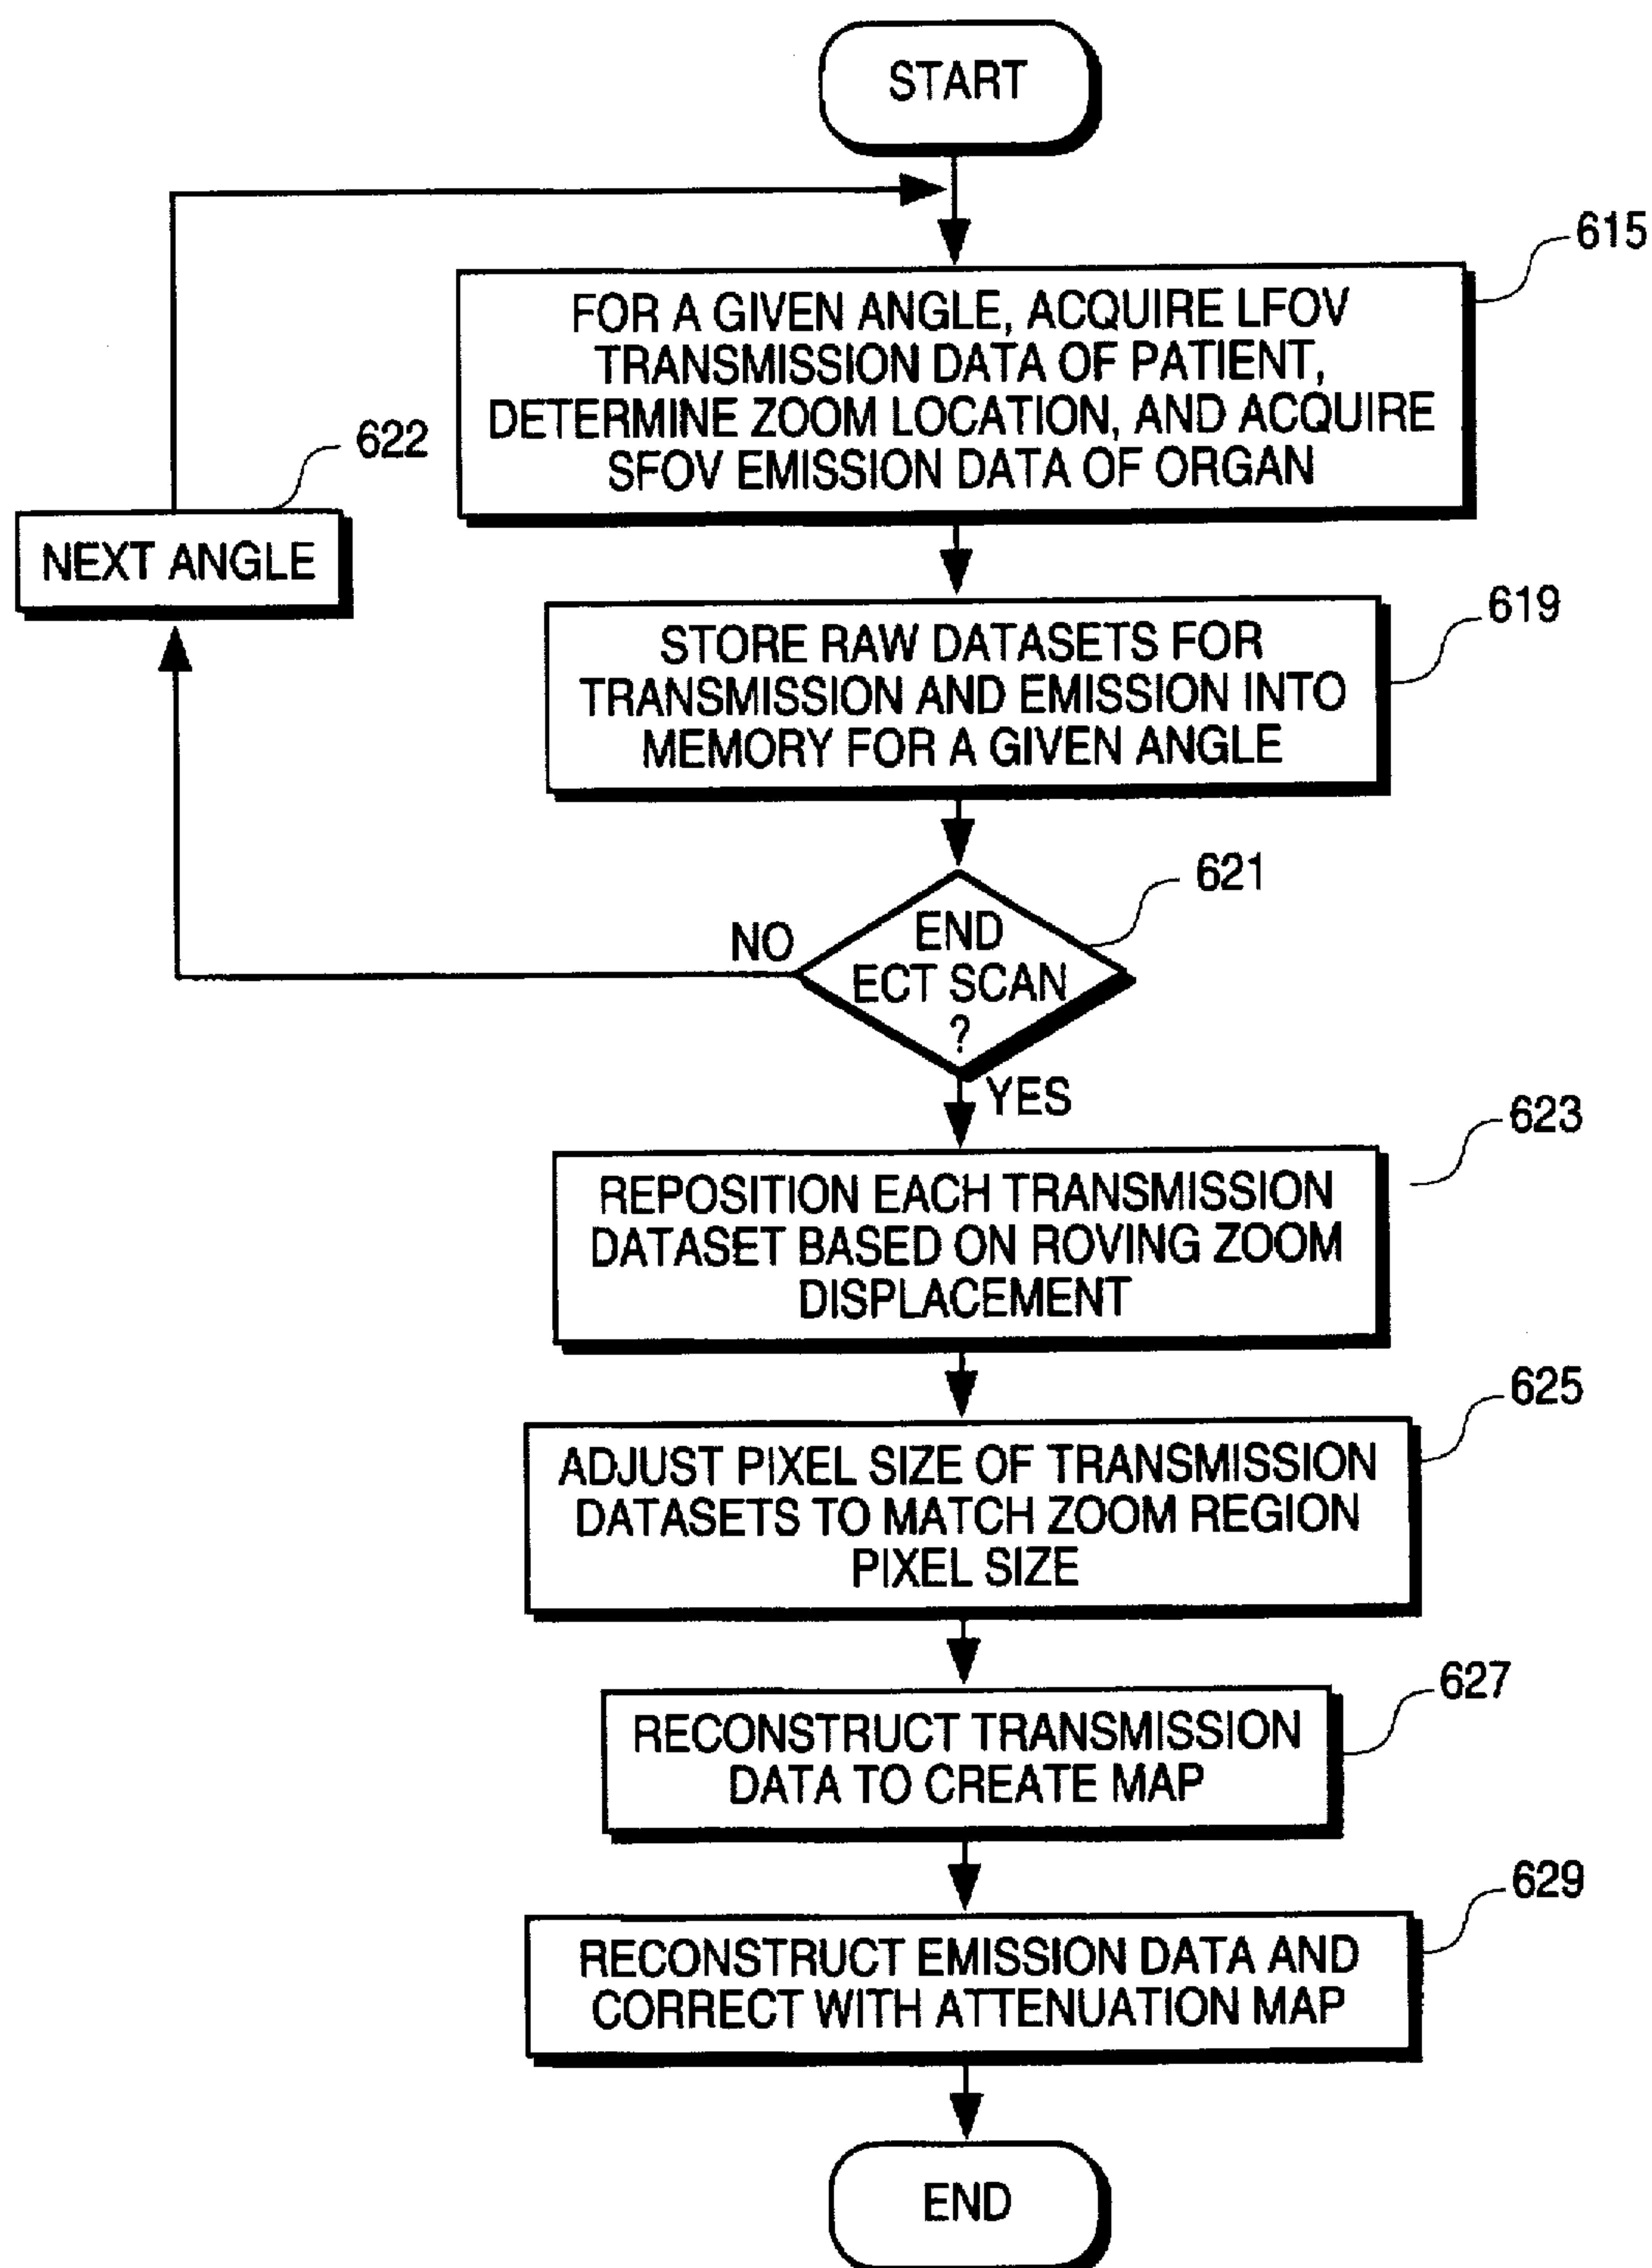 START
615
FOR A GIVEN ANGLE, ACQUIRE LFOV
TRANSMISSION DATA OF PATIENT,
DETERMINE ZOOM LOCATION, AND ACQUIRE
SFOV EMISSION DATA OF ORGAN
622
NEXT ANGLE
619
STORE RAW DATASETS FOR
TRANSMISSION AND EMISSION INTO
MEMORY FOR A GIVEN ANGLE
621
NO
END
ECT SCAN
?
YES
623
REPOSITION EACH TRANSMISSION
DATASET BASED ON ROVING ZOOM
DISPLACEMENT
625
ADJUST PIXEL SIZE OF TRANSMISSION
DATASETS TO MATCH ZOOM REGION
PIXEL SIZE
627
RECONSTRUCT TRANSMISSION
DATA TO CREATE MAP
629
RECONSTRUCT EMISSION DATA AND
CORRECT WITH ATTENUATION MAP
END